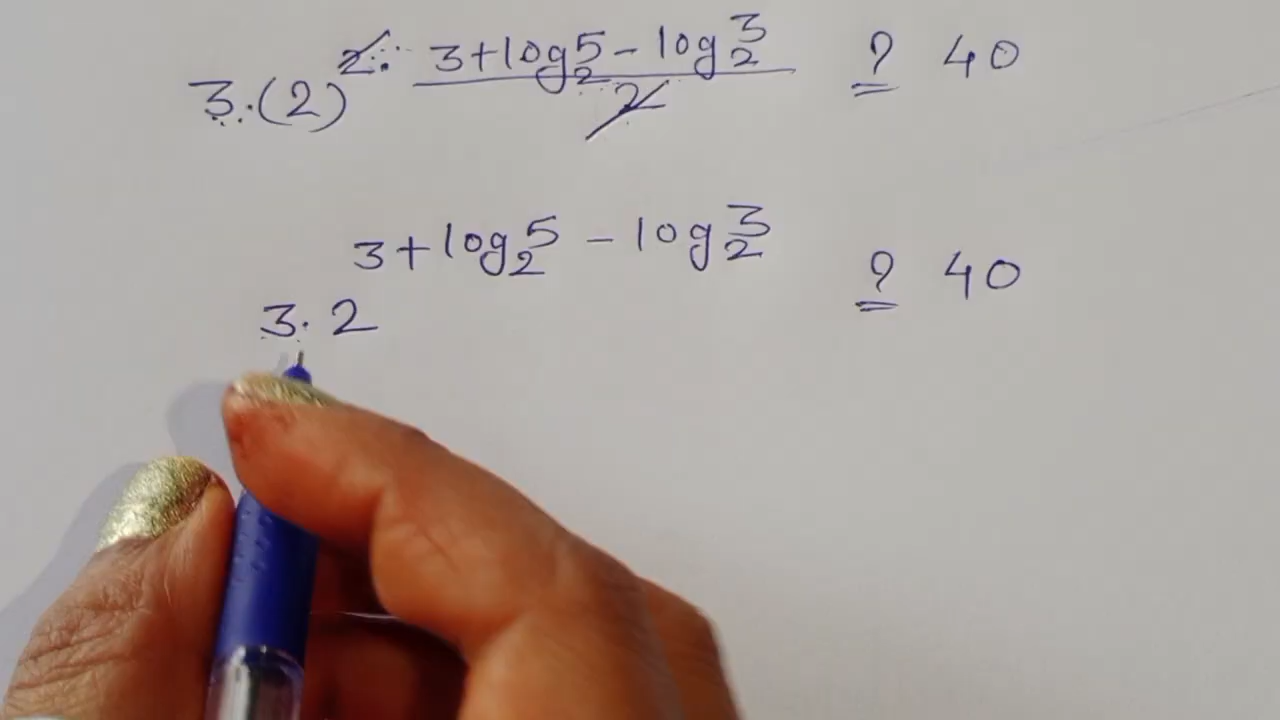 3.(2)^2. (3+log₂5 - log₂3)/2 ? 40
3.2^3+log₂5 - log₂3 ? 40